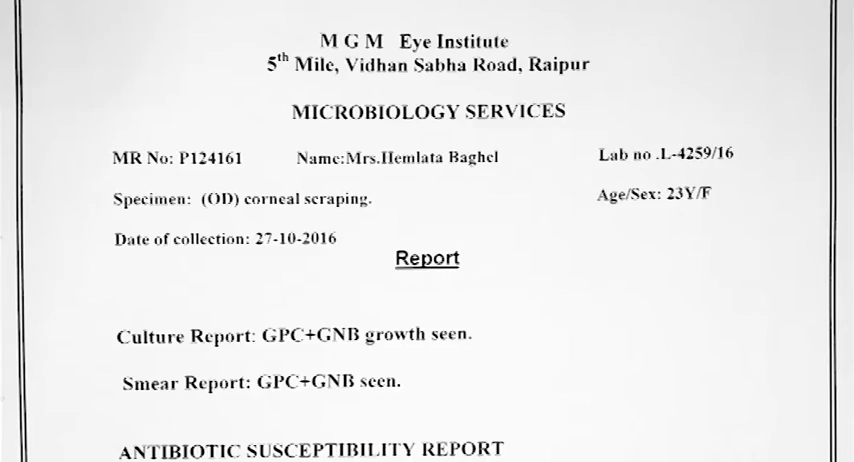 M G M Eye Institute
5th Mile, Vidhan Sabha Road, Raipur
MICROBIOLOGY SERVICES
MR No: P124161 Name:Mrs.Hemlata Baghel Lab no .L-4259/16
Specimen: (OD) corneal scraping. Age/Sex: 23Y/F
Date of collection: 27-10-2016
Report
Culture Report: GPC+GNB growth seen.
Smear Report: GPC+GNB seen.
ANTIBIOTIC SUSCEPTIBILITY REPORT